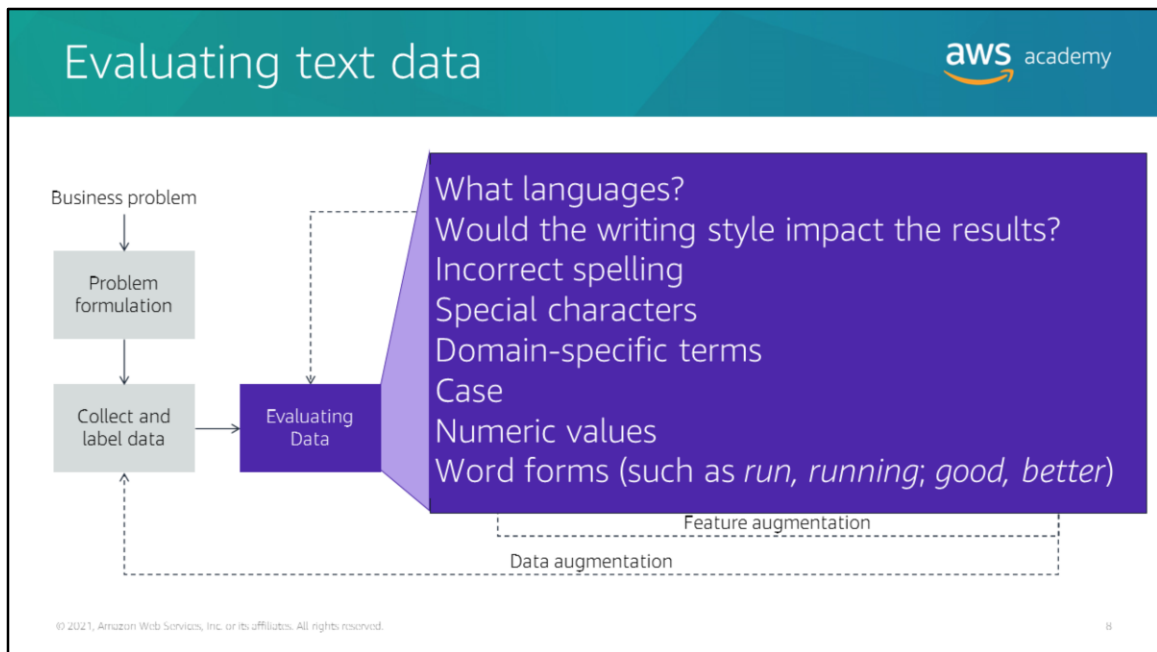 Evaluating text data
aws academy
Business problem
Problem
formulation
Collect and
label data
Evaluating
Data
What languages?
Would the writing style impact the results?
Incorrect spelling
Special characters
Domain-specific terms
Case
Numeric values
Word forms (such as run, running; good, better)
Feature augmentation
Data augmentation
© 2021, Amazon Web Services, Inc. or its affiliates. All rights reserved.
8